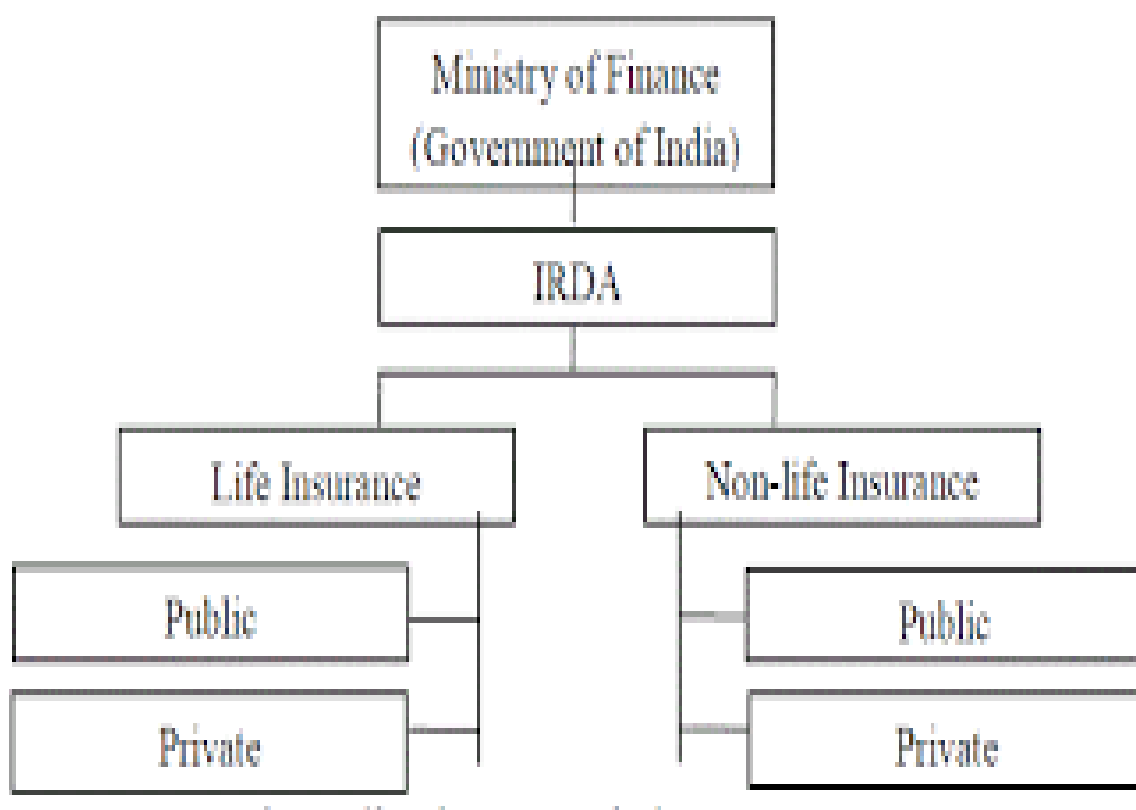 Ministry of Finance
(Government of India)
IRDA
Life Insurance
Non-life Insurance
Public
Public
Private
Private